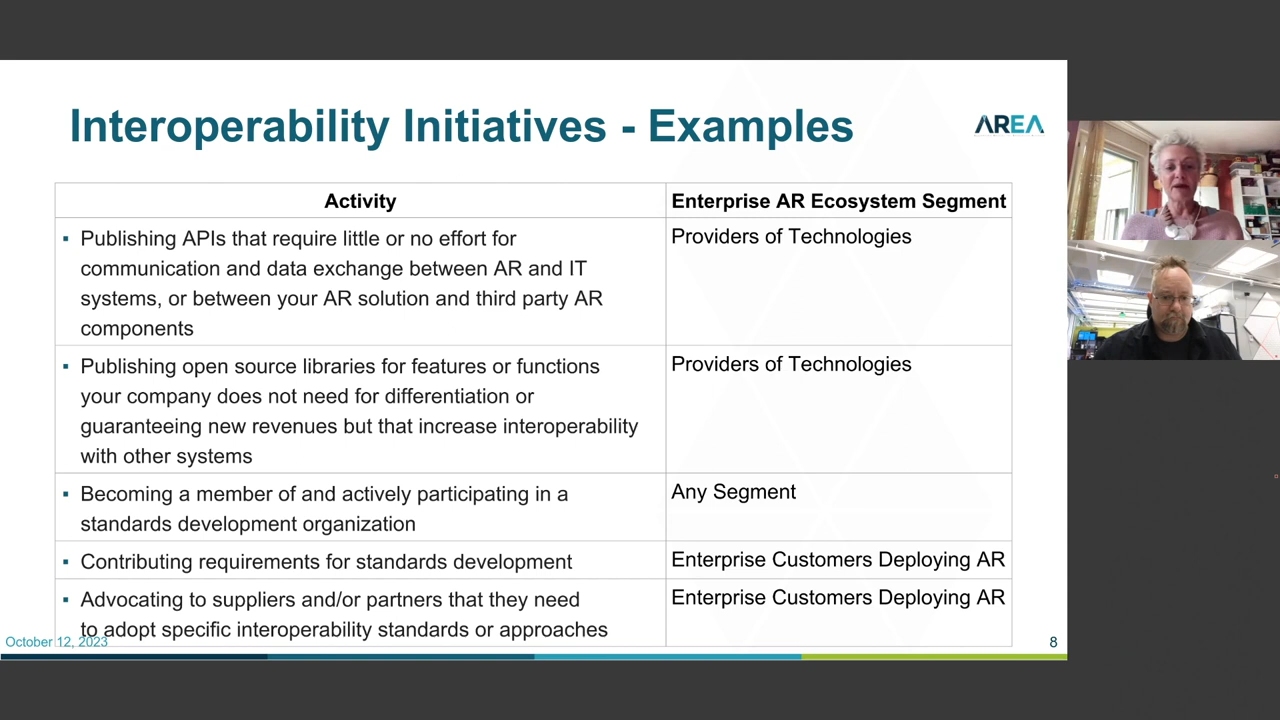 Interoperability Initiatives - Examples
AREA
Activity
Enterprise AR Ecosystem Segment
▪ Publishing APIs that require little or no effort for
communication and data exchange between AR and IT
systems, or between your AR solution and third party AR
components
Providers of Technologies
▪ Publishing open source libraries for features or functions
your company does not need for differentiation or
guaranteeing new revenues but that increase interoperability
with other systems
Providers of Technologies
▪ Becoming a member of and actively participating in a
standards development organization
Any Segment
▪ Contributing requirements for standards development
Enterprise Customers Deploying AR
▪ Advocating to suppliers and/or partners that they need
to adopt specific interoperability standards or approaches
Enterprise Customers Deploying AR
October 12, 2023
8